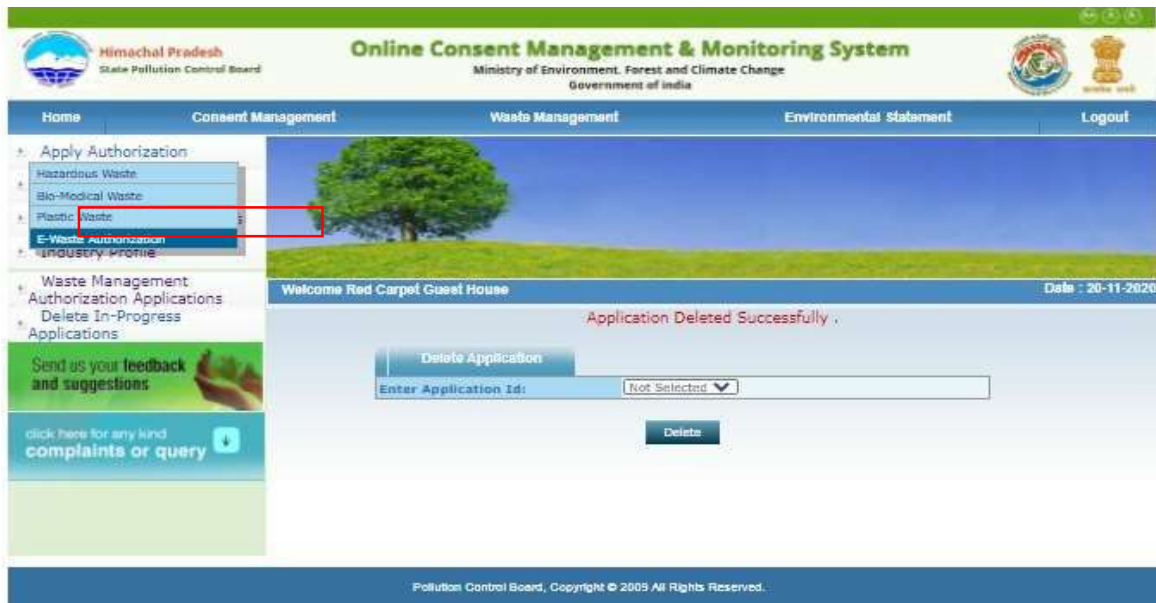 Himachal Pradesh
State Pollution Control Board
Online Consent Management & Monitoring System
Ministry of Environment. Forest and Climate Change
Government of India
Home Consent Management Waste Management Environmental Statement Logout
Apply Authorization
Hazardous Waste
Bio-Medical Waste
Plastic Waste
E-Waste Authorization
Industry Profile
Waste Management
Authorization Applications
Delete In-Progress
Applications
Welcome Red Carpet Guest House Date : 20-11-2020
Application Deleted Successfully .
Delete Application
Enter Application Id: Not Selected
Delete
Send us your feedback
and suggestions
click here for any kind
complaints or query
Pollution Control Board, Copyright © 2009 All Rights Reserved.